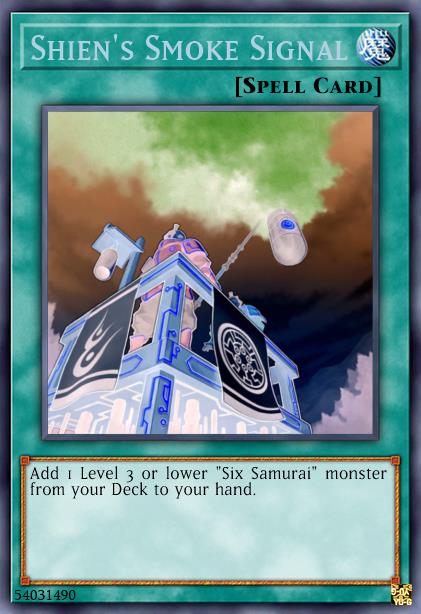 Shien's Smoke Signal
魔
[Spell Card]
Add 1 Level 3 or lower "Six Samurai" monster
from your Deck to your hand.
54031490